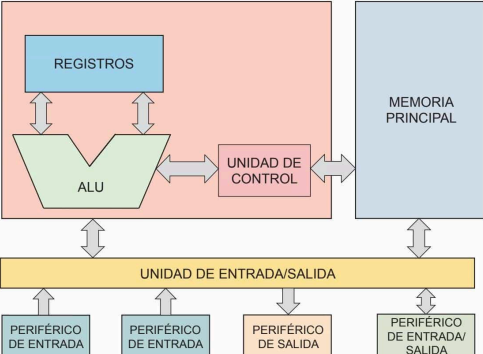 REGISTROS
MEMORIA
PRINCIPAL
UNIDAD DE
CONTROL
ALU
UNIDAD DE ENTRADA/SALIDA
PERIFÉRICO
DE ENTRADA
PERIFÉRICO
DE ENTRADA
PERIFÉRICO
DE SALIDA
PERIFÉRICO
DE ENTRADA/
SALIDA